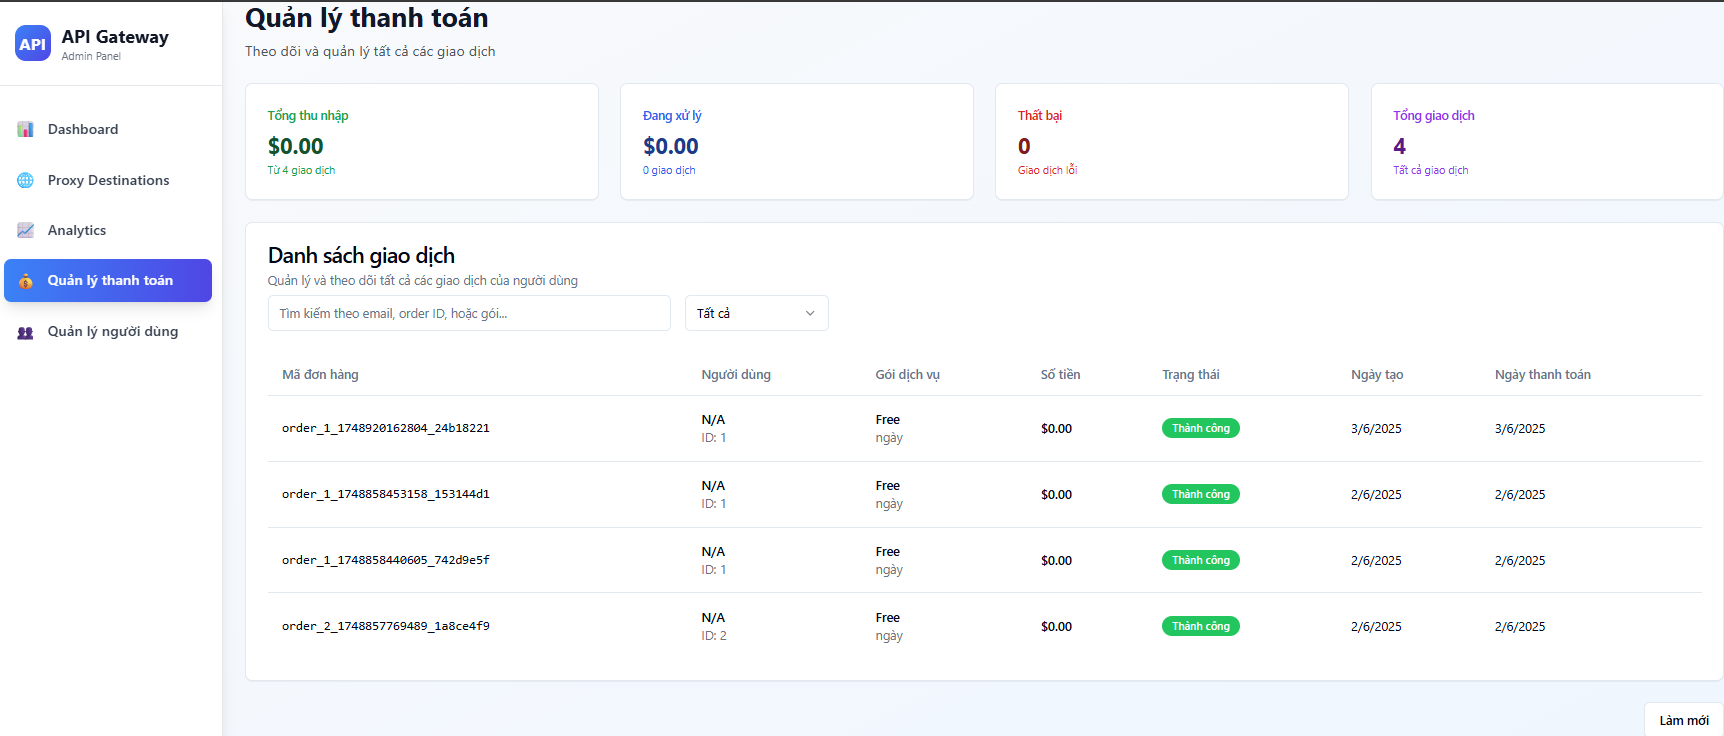 API
API Gateway
Admin Panel
Dashboard
Proxy Destinations
Analytics
Quản lý thanh toán
Quản lý người dùng
Quản lý thanh toán
Theo dõi và quản lý tất cả các giao dịch
Tổng thu nhập
$0.00
Từ 4 giao dịch
Đang xử lý
$0.00
0 giao dịch
Thất bại
0
Giao dịch lỗi
Tổng giao dịch
4
Tất cả giao dịch
Danh sách giao dịch
Quản lý và theo dõi tất cả các giao dịch của người dùng
Tìm kiếm theo email, order ID, hoặc gói... Tất cả
Mã đơn hàng Người dùng Gói dịch vụ Số tiền Trạng thái Ngày tạo Ngày thanh toán
order_1_1748920162804_24b18221 N/A Free $0.00 Thành công 3/6/2025 3/6/2025
ID: 1 ngày
order_1_1748858453158_153144d1 N/A Free $0.00 Thành công 2/6/2025 2/6/2025
ID: 1 ngày
order_1_1748858440605_742d9e5f N/A Free $0.00 Thành công 2/6/2025 2/6/2025
ID: 1 ngày
order_2_1748857769489_1a8ce4f9 N/A Free $0.00 Thành công 2/6/2025 2/6/2025
ID: 2 ngày
Làm mới